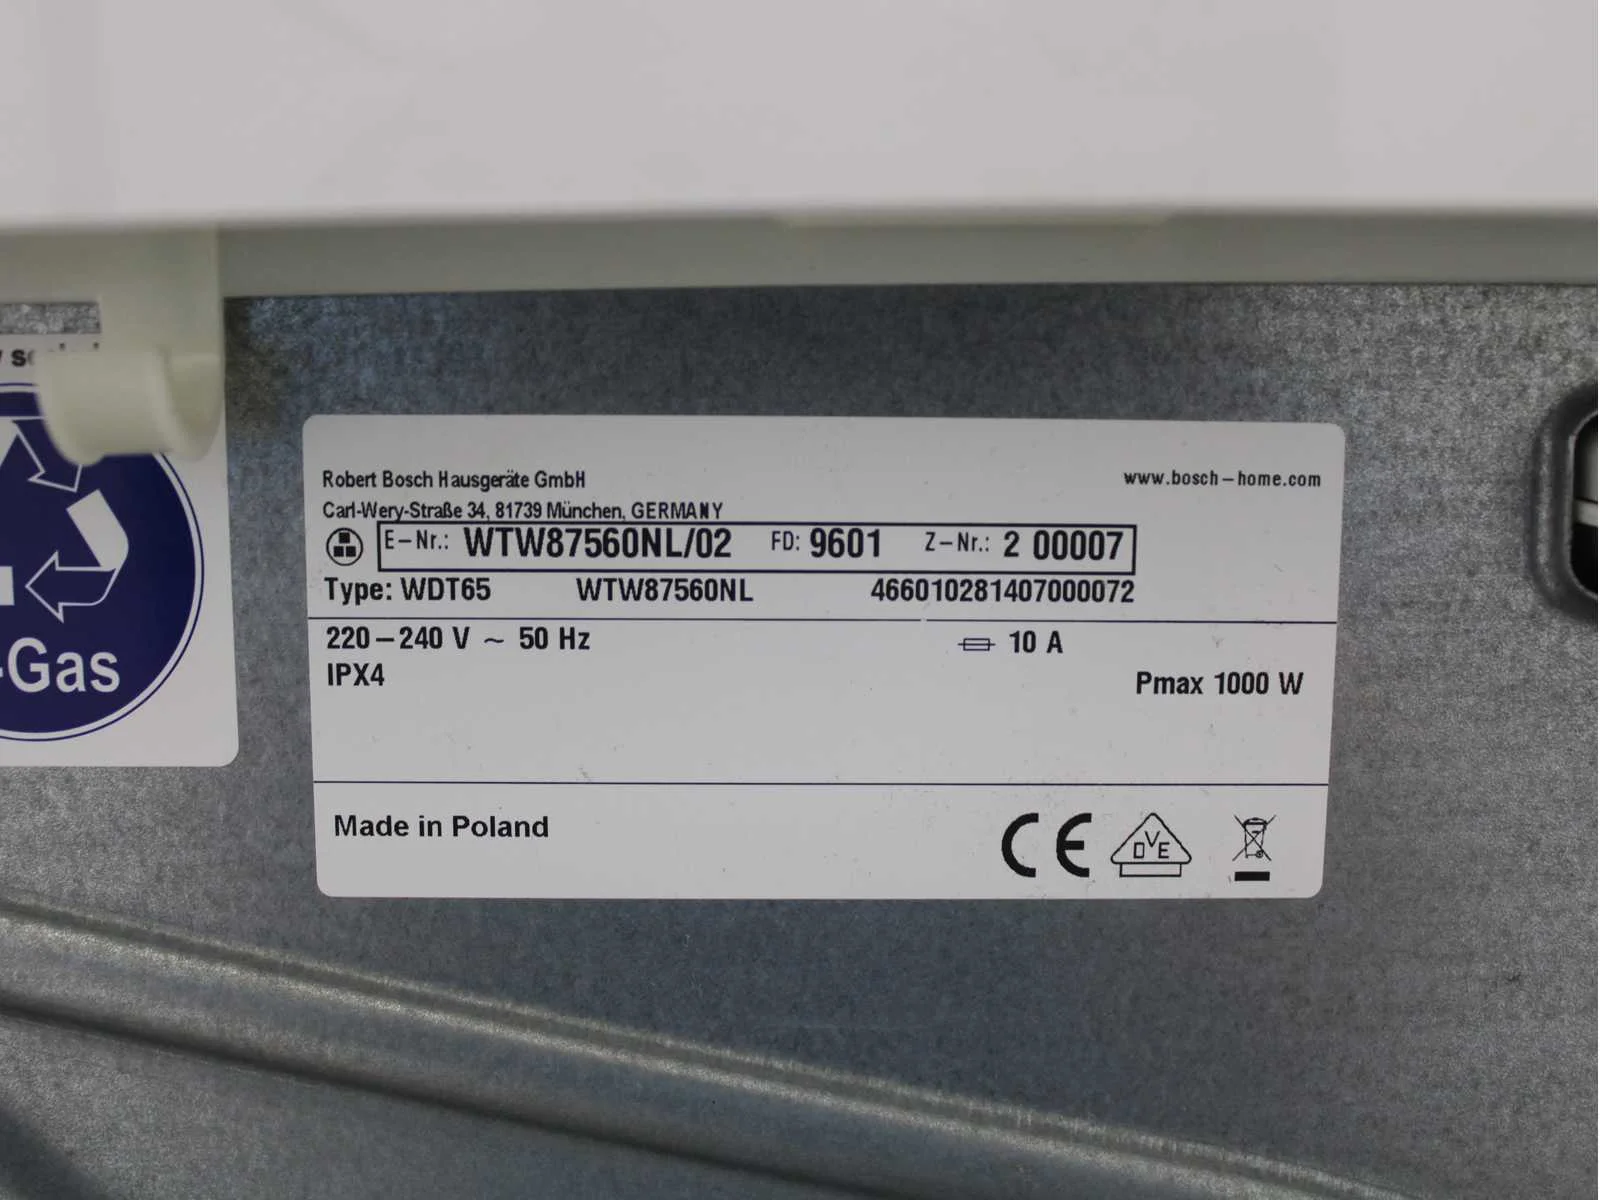 Robert Bosch Hausgeräte GmbH www.bosch-home.com
Carl-Wery-Straße 34, 81739 München, GERMANY
E-Nr.: WTW87560NL/02 FD: 9601 Z-Nr.: 2 00007
Type: WDT65 WTW87560NL 466010281407000072
220-240 V ~ 50 Hz 10 A
IPX4 Pmax 1000 W
-Gas
Made in Poland CE DVE